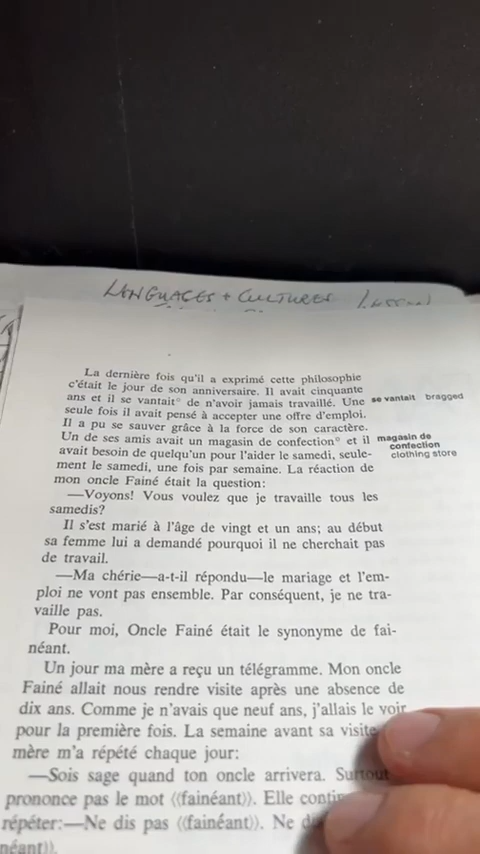 LANGUAGES + CULTURES
La dernière fois qu'il a exprimé cette philosophie
c'était le jour de son anniversaire. Il avait cinquante
ans et il se vantait° de n'avoir jamais travaillé. Une
se vantait bragged
seule fois il avait pensé à accepter une offre d'emploi.
Il a pu se sauver grâce à la force de son caractère.
Un de ses amis avait un magasin de confection° et il
magasin de
confection
clothing store
avait besoin de quelqu'un pour l'aider le samedi, seule-
ment le samedi, une fois par semaine. La réaction de
mon oncle Fainé était la question:
—Voyons! Vous voulez que je travaille tous les
samedis?
Il s'est marié à l'âge de vingt et un ans; au début
sa femme lui a demandé pourquoi il ne cherchait pas
de travail.
—Ma chérie—a-t-il répondu—le mariage et l'em-
ploi ne vont pas ensemble. Par conséquent, je ne tra-
vaille pas.
Pour moi, Oncle Fainé était le synonyme de fai-
néant.
Un jour ma mère a reçu un télégramme. Mon oncle
Fainé allait nous rendre visite après une absence de
dix ans. Comme je n'avais que neuf ans, j'allais le voir
pour la première fois. La semaine avant sa visite
mère m'a répété chaque jour:
—Sois sage quand ton oncle arrivera. Surtout
prononce pas le mot ⟨⟨fainéant⟩⟩. Elle
répéter:—Ne dis pas ⟨⟨fainéant⟩⟩. Ne
néant⟩⟩.